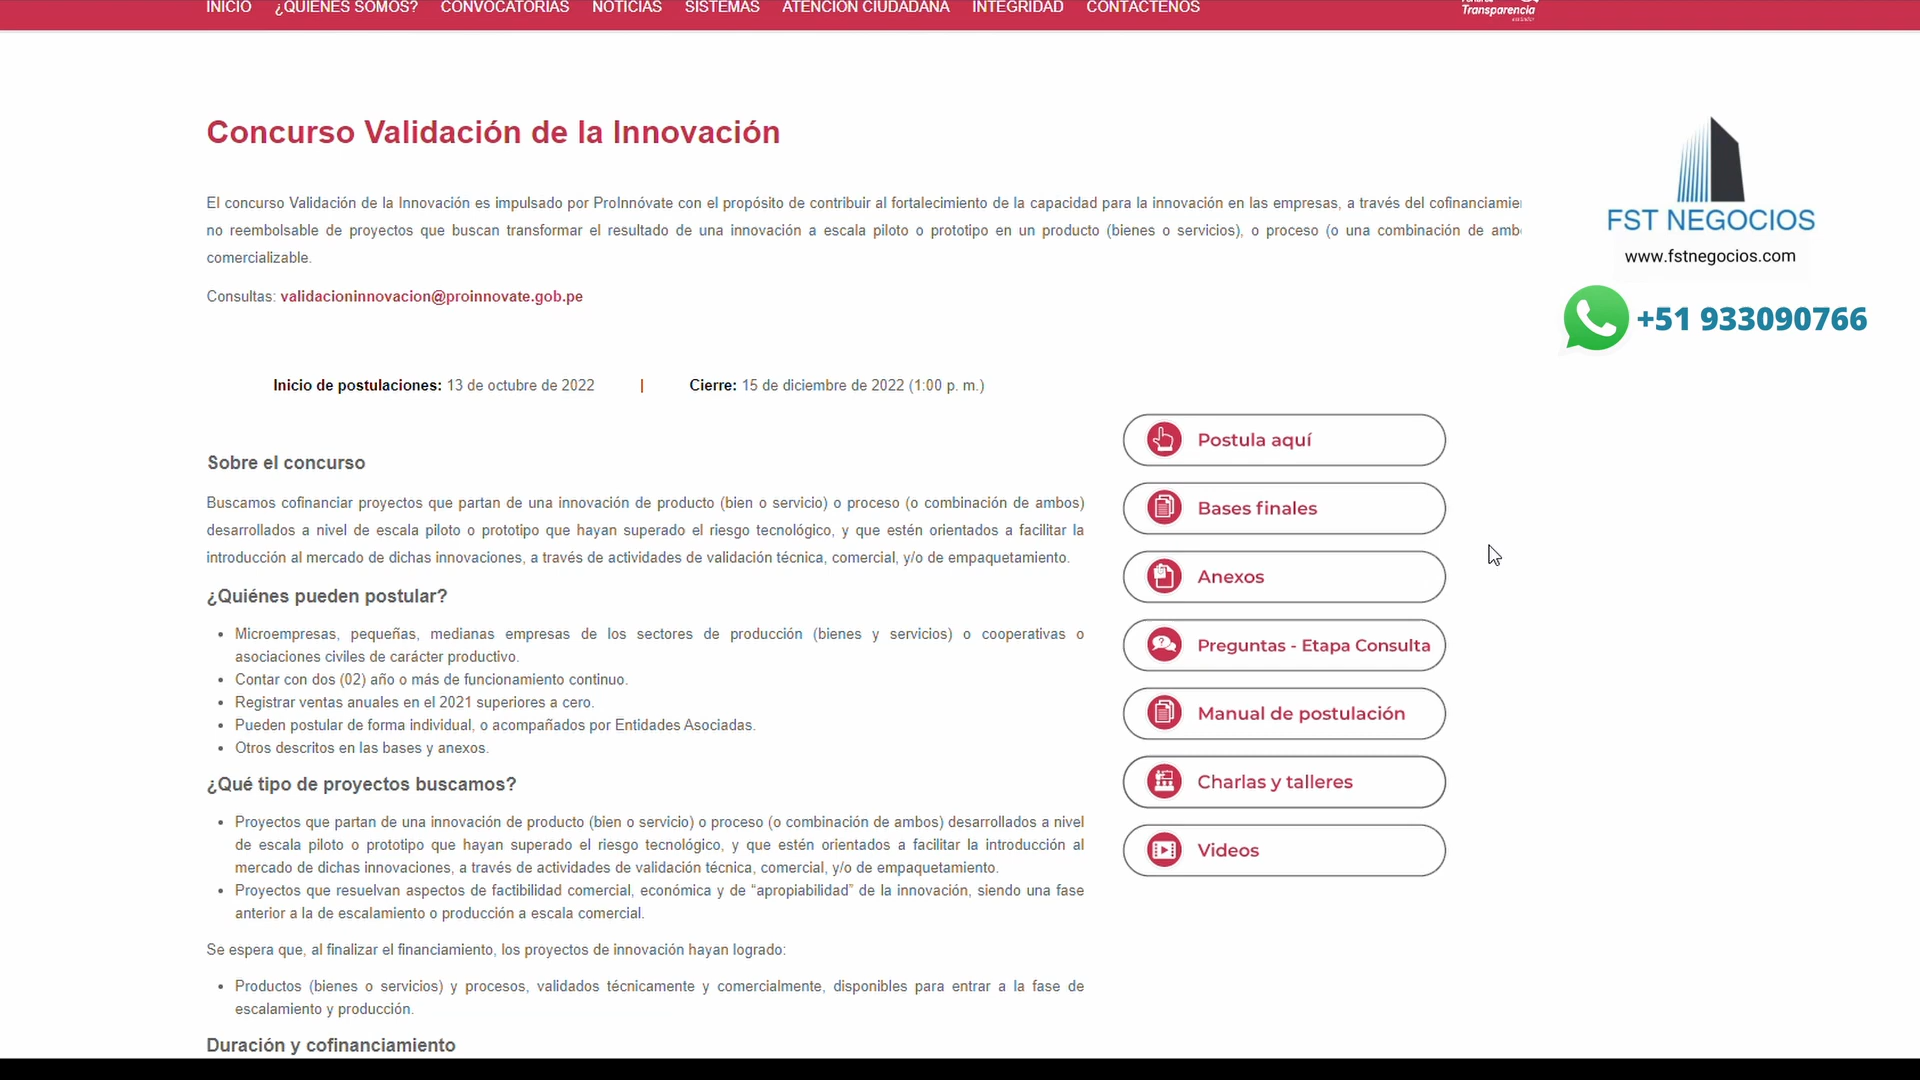 INICIO ¿QUIÉNES SOMOS? CONVOCATORIAS NOTICIAS SISTEMAS ATENCIÓN CIUDADANA INTEGRIDAD CONTÁCTENOS
Transparencia
Concurso Validación de la Innovación
El concurso Validación de la Innovación es impulsado por ProInnóvate con el propósito de contribuir al fortalecimiento de la capacidad para la innovación en las empresas, a través del cofinanciamie
no reembolsable de proyectos que buscan transformar el resultado de una innovación a escala piloto o prototipo en un producto (bienes o servicios), o proceso (o una combinación de amb
comercializable.
Consultas: validacioninnovacion@proinnovate.gob.pe
FST NEGOCIOS
www.fstnegocios.com
+51 933090766
Inicio de postulaciones: 13 de octubre de 2022 | Cierre: 15 de diciembre de 2022 (1:00 p. m.)
Sobre el concurso
Buscamos cofinanciar proyectos que partan de una innovación de producto (bien o servicio) o proceso (o combinación de ambos)
desarrollados a nivel de escala piloto o prototipo que hayan superado el riesgo tecnológico, y que estén orientados a facilitar la
introducción al mercado de dichas innovaciones, a través de actividades de validación técnica, comercial, y/o de empaquetamiento.
¿Quiénes pueden postular?
• Microempresas, pequeñas, medianas empresas de los sectores de producción (bienes y servicios) o cooperativas o
asociaciones civiles de carácter productivo.
• Contar con dos (02) año o más de funcionamiento continuo.
• Registrar ventas anuales en el 2021 superiores a cero.
• Pueden postular de forma individual, o acompañados por Entidades Asociadas.
• Otros descritos en las bases y anexos.
¿Qué tipo de proyectos buscamos?
• Proyectos que partan de una innovación de producto (bien o servicio) o proceso (o combinación de ambos) desarrollados a nivel
de escala piloto o prototipo que hayan superado el riesgo tecnológico, y que estén orientados a facilitar la introducción al
mercado de dichas innovaciones, a través de actividades de validación técnica, comercial, y/o de empaquetamiento.
• Proyectos que resuelvan aspectos de factibilidad comercial, económica y de “apropiabilidad” de la innovación, siendo una fase
anterior a la de escalamiento o producción a escala comercial.
Se espera que, al finalizar el financiamiento, los proyectos de innovación hayan logrado:
• Productos (bienes o servicios) y procesos, validados técnicamente y comercialmente, disponibles para entrar a la fase de
escalamiento y producción.
Duración y cofinanciamiento
Postula aquí
Bases finales
Anexos
Preguntas - Etapa Consulta
Manual de postulación
Charlas y talleres
Videos